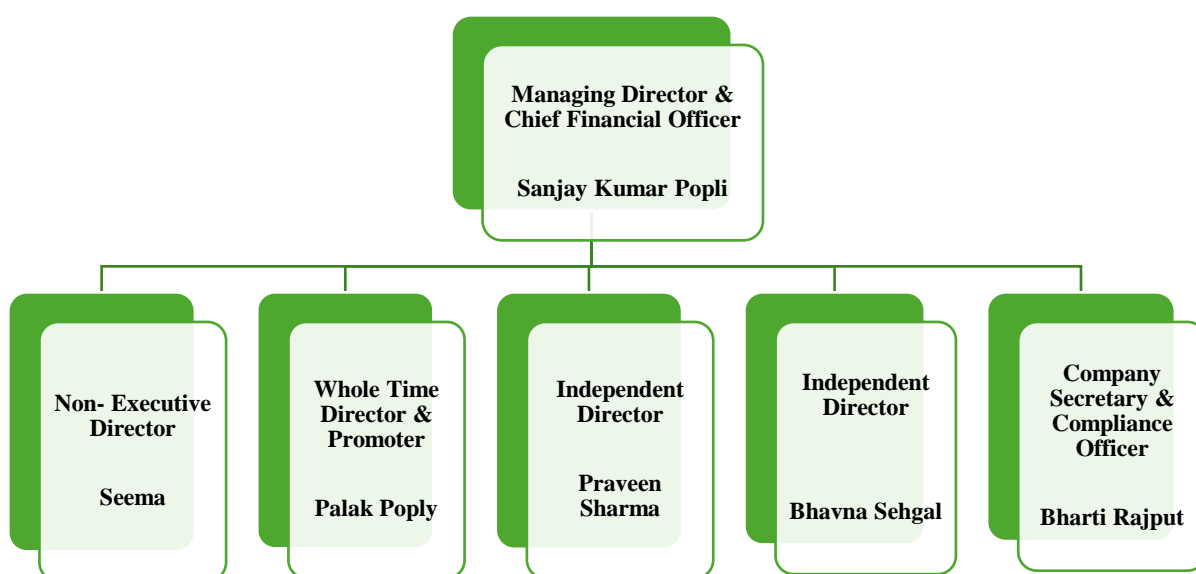 Managing Director &
Chief Financial Officer
Sanjay Kumar Popli
Non- Executive
Director
Seema
Whole Time
Director &
Promoter
Palak Poply
Independent
Director
Praveen
Sharma
Independent
Director
Bhavna Sehgal
Company
Secretary &
Compliance
Officer
Bharti Rajput